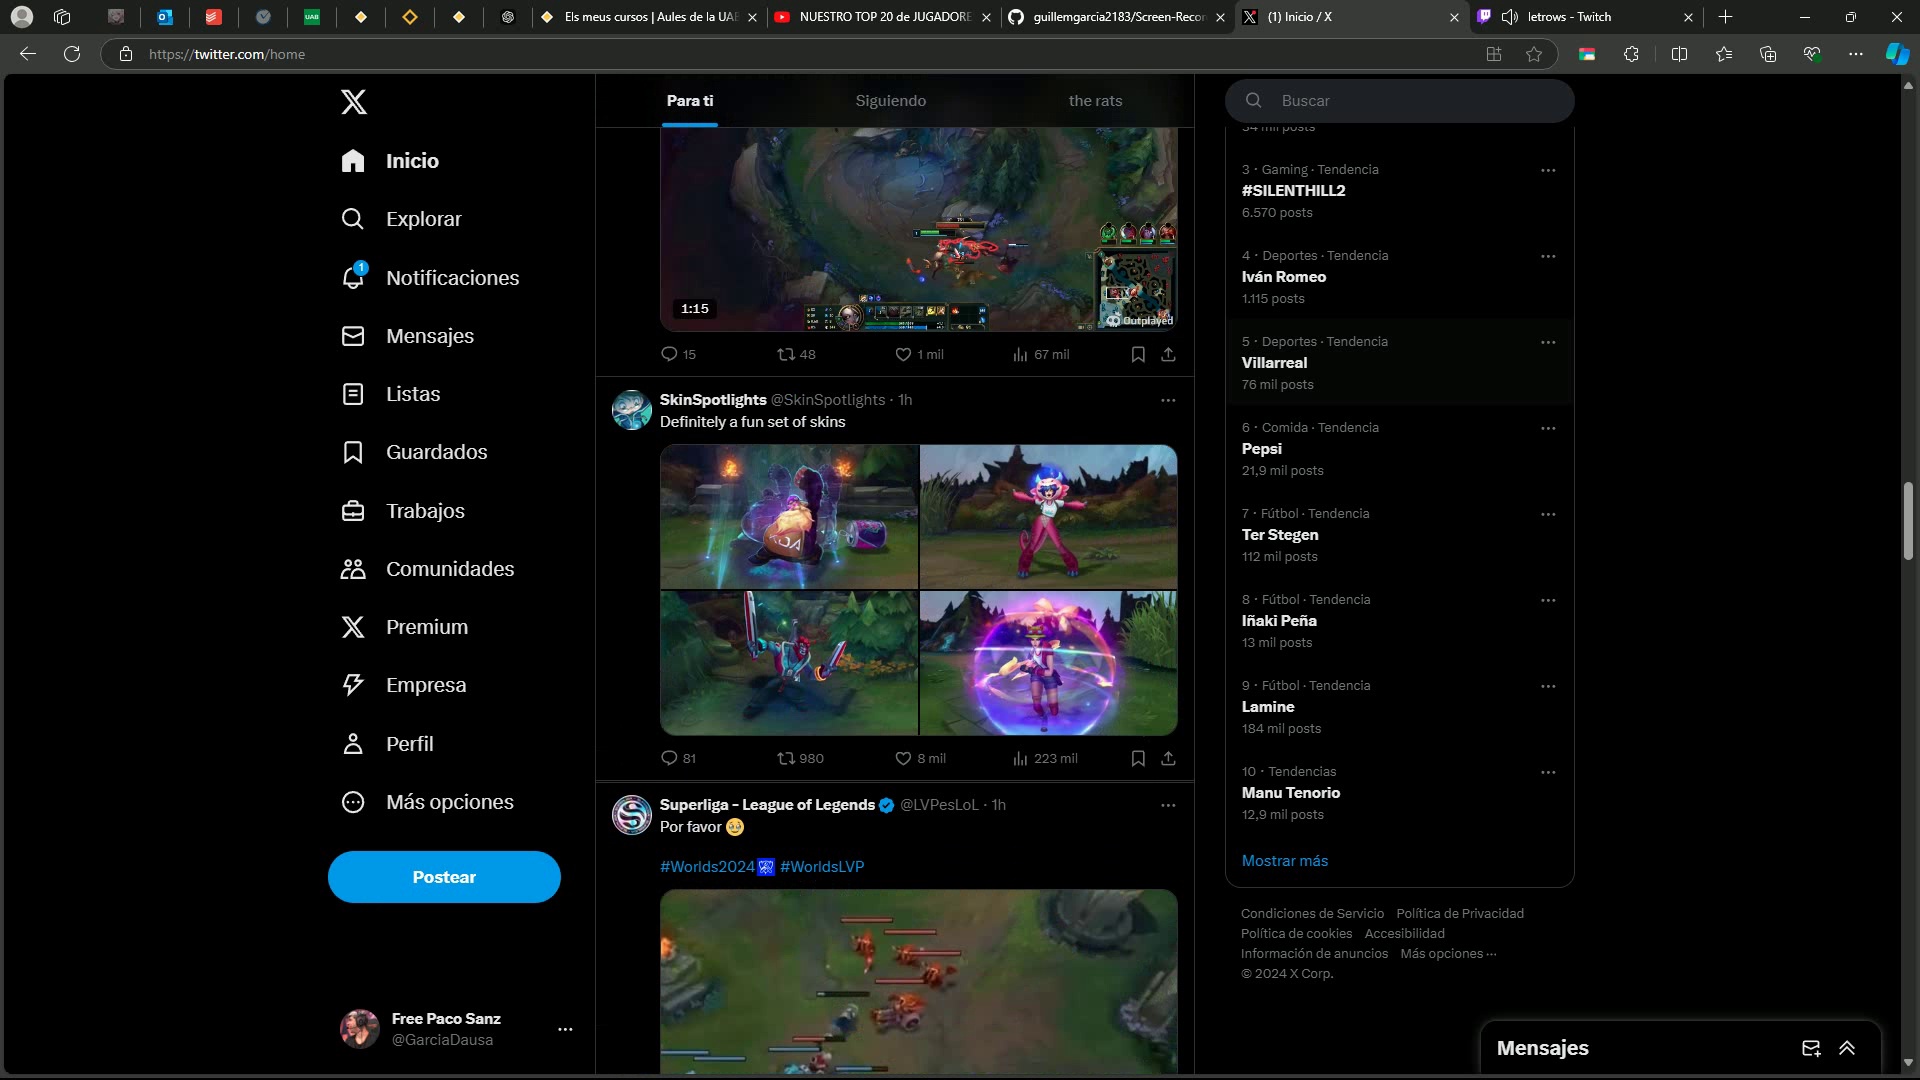 UAB
Els meus cursos | Aules de la UAB
NUESTRO TOP 20 de JUGADORE
guillemgarcia2183/Screen-Recor
(1) Inicio / X
letrows - Twitch
https://twitter.com/home
Inicio
Explorar
1
Notificaciones
Mensajes
Listas
Guardados
Trabajos
Comunidades
Premium
Empresa
Perfil
Más opciones
Postear
Free Paco Sanz
@GarciaDausa
Para ti
Siguiendo
the rats
1:15
Outplayed
15
48
1 mil
67 mil
SkinSpotlights @SkinSpotlights · 1h
Definitely a fun set of skins
KDA
81
980
8 mil
223 mil
Superliga - League of Legends @LVPesLoL · 1h
Por favor 🥹
#Worlds2024 #WorldsLVP
Buscar
34 mil posts
3 · Gaming · Tendencia
#SILENTHILL2
6.570 posts
4 · Deportes · Tendencia
Iván Romeo
1.115 posts
5 · Deportes · Tendencia
Villarreal
76 mil posts
6 · Comida · Tendencia
Pepsi
21,9 mil posts
7 · Fútbol · Tendencia
Ter Stegen
112 mil posts
8 · Fútbol · Tendencia
Iñaki Peña
13 mil posts
9 · Fútbol · Tendencia
Lamine
184 mil posts
10 · Tendencias
Manu Tenorio
12,9 mil posts
Mostrar más
Condiciones de Servicio Política de Privacidad
Política de cookies Accesibilidad
Información de anuncios Más opciones ···
© 2024 X Corp.
Mensajes